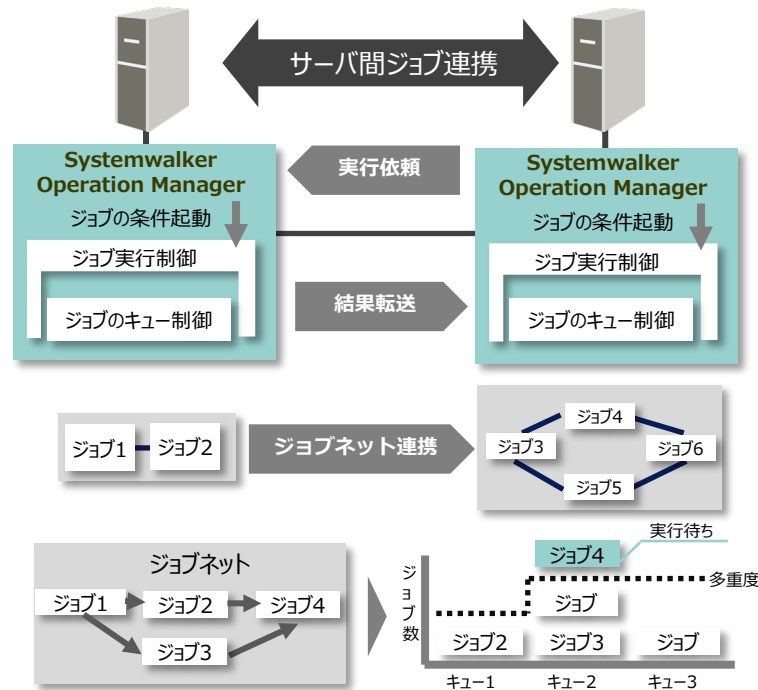 サーバ間ジョブ連携
Systemwalker
Operation Manager
ジョブの条件起動
ジョブ実行制御
ジョブのキュー制御
実行依頼
結果転送
Systemwalker
Operation Manager
ジョブの条件起動
ジョブ実行制御
ジョブのキュー制御
ジョブ1
ジョブ2
ジョブネット連携
ジョブ4
ジョブ3
ジョブ6
ジョブ5
ジョブネット
ジョブ1
ジョブ2
ジョブ4
ジョブ3
ジョブ数
実行待ち
ジョブ4
多重度
ジョブ
ジョブ2
ジョブ3
ジョブ
キュー1
キュー2
キュー3